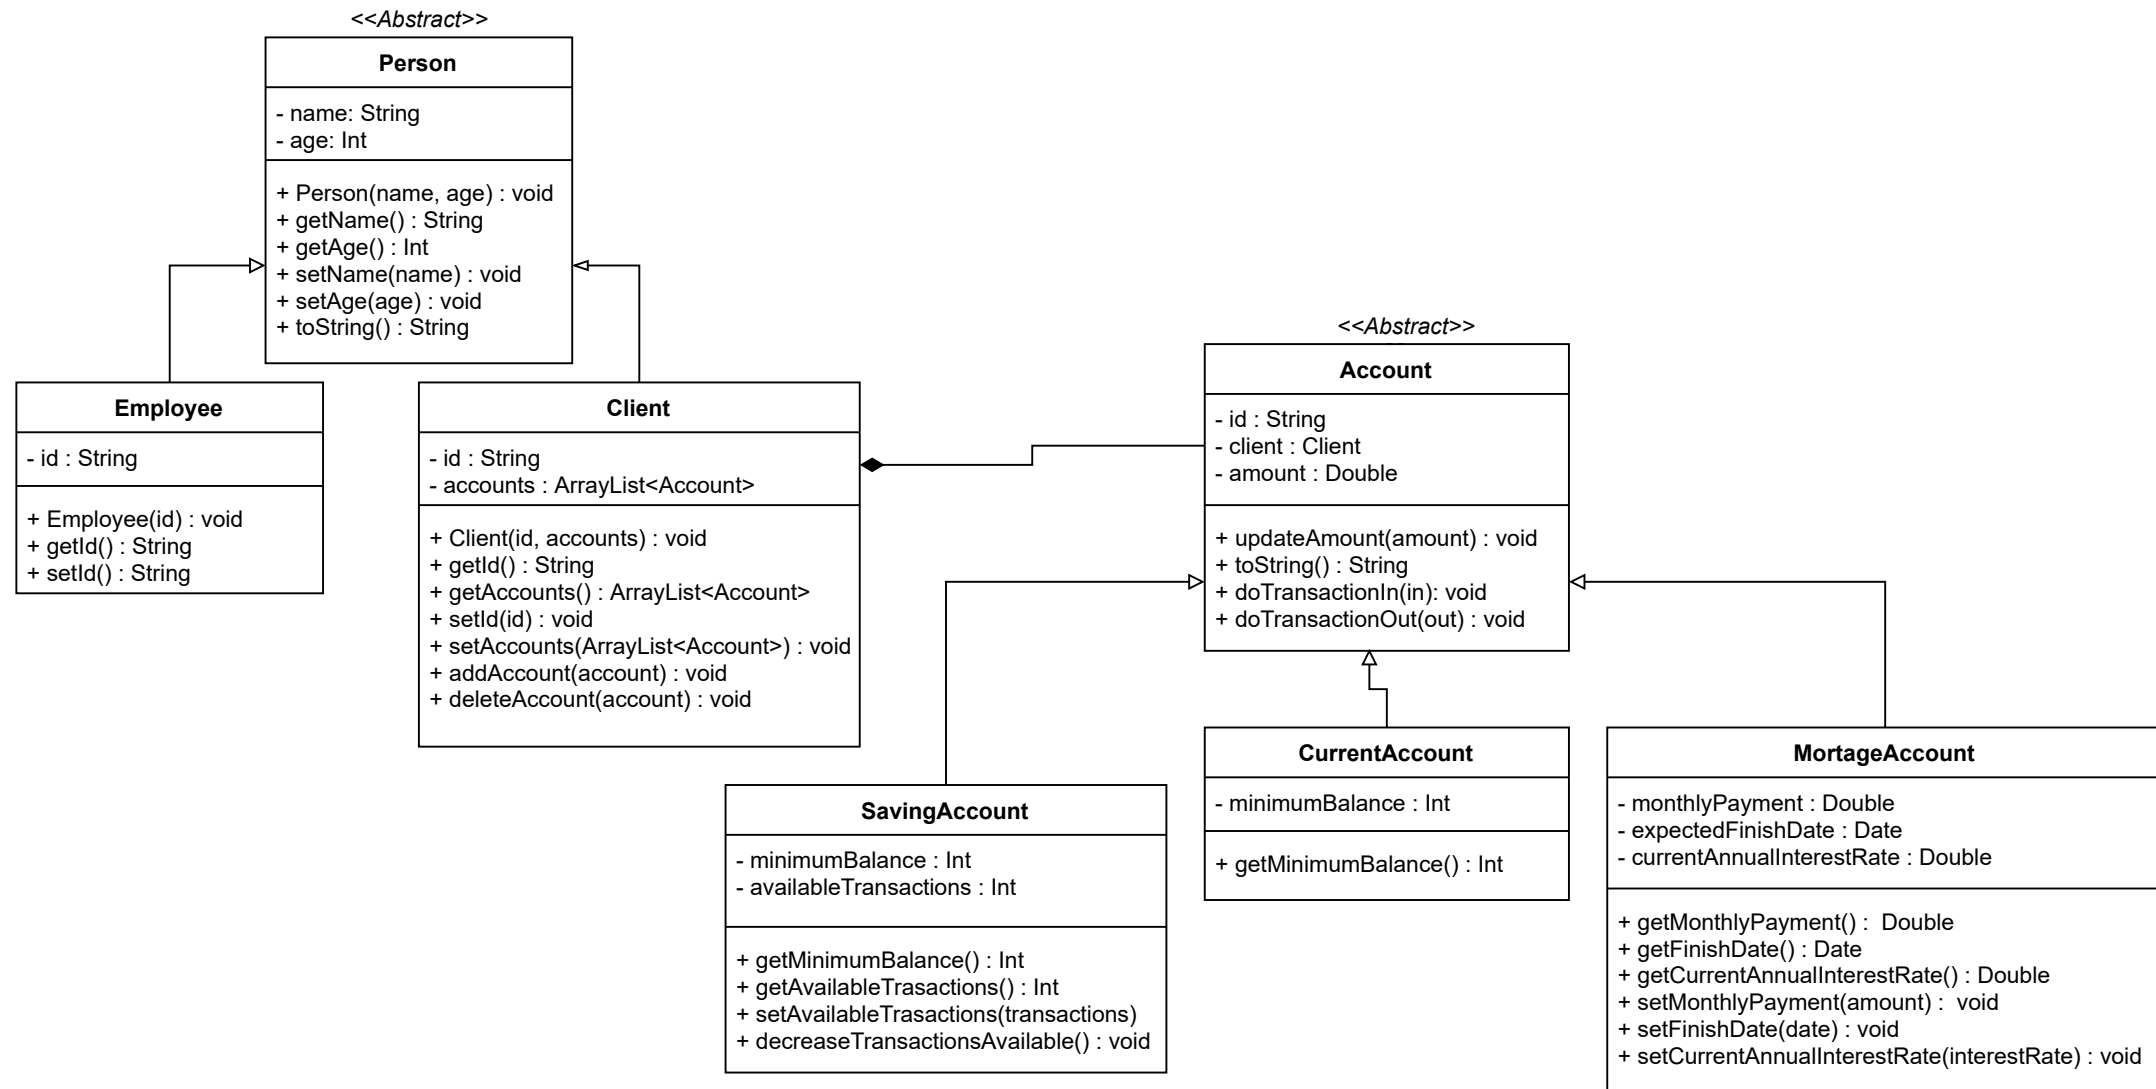 <<Abstract>>
Person
- name: String
- age: Int
+ Person(name, age) : void
+ getName() : String
+ getAge() : Int
+ setName(name) : void
+ setAge(age) : void
+ toString() : String
Employee
- id : String
+ Employee(id) : void
+ getId() : String
+ setId() : String
Client
- id : String
- accounts : ArrayList<Account>
+ Client(id, accounts) : void
+ getId() : String
+ getAccounts() : ArrayList<Account>
+ setId(id) : void
+ setAccounts(ArrayList<Account>) : void
+ addAccount(account) : void
+ deleteAccount(account) : void
<<Abstract>>
Account
- id : String
- client : Client
- amount : Double
+ updateAmount(amount) : void
+ toString() : String
+ doTransactionIn(in): void
+ doTransactionOut(out) : void
SavingAccount
- minimumBalance : Int
- availableTransactions : Int
+ getMinimumBalance() : Int
+ getAvailableTrasactions() : Int
+ setAvailableTrasactions(transactions)
+ decreaseTransactionsAvailable() : void
CurrentAccount
- minimumBalance : Int
+ getMinimumBalance() : Int
MortageAccount
- monthlyPayment : Double
- expectedFinishDate : Date
- currentAnnualInterestRate : Double
+ getMonthlyPayment() :  Double
+ getFinishDate() : Date
+ getCurrentAnnualInterestRate() : Double
+ setMonthlyPayment(amount) :  void
+ setFinishDate(date) : void
+ setCurrentAnnualInterestRate(interestRate) : void